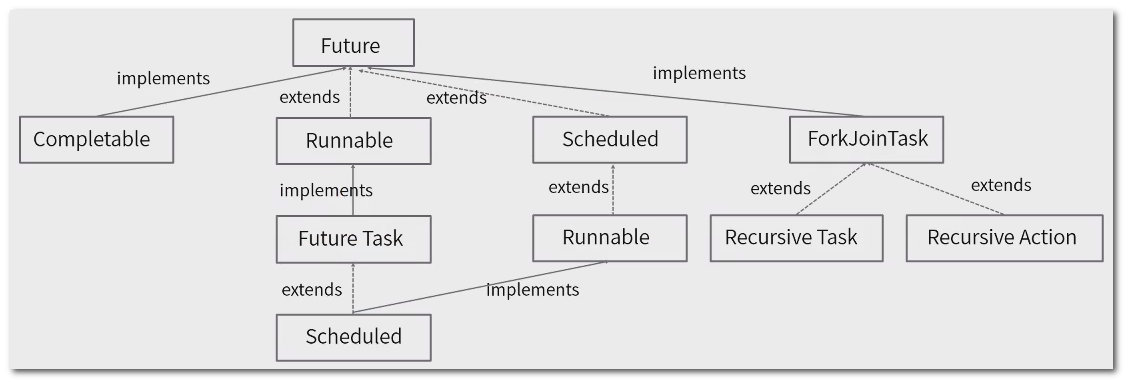 Future
implements
implements
extends
extends
Completable
Runnable
Scheduled
ForkJoinTask
implements
extends
extends
extends
Future Task
Runnable
Recursive Task
Recursive Action
extends
implements
Scheduled